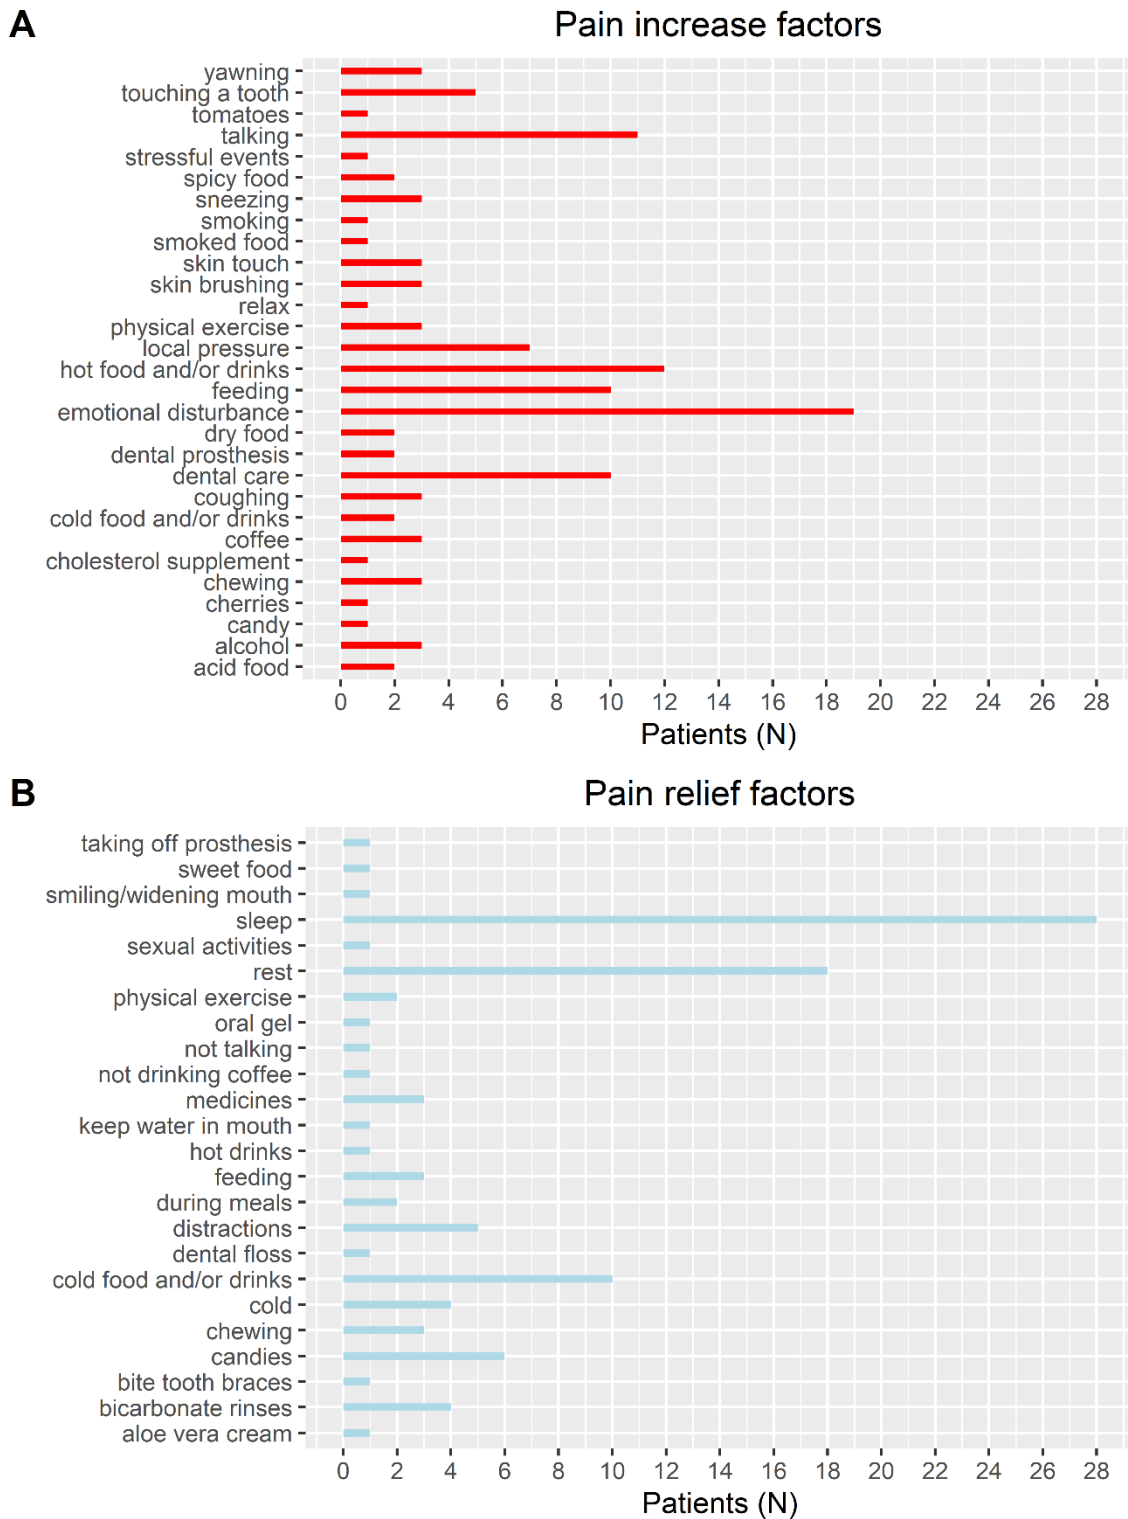 A
Pain increase factors
yawning
touching a tooth
tomatoes
talking
stressful events
spicy food
sneezing
smoking
smoked food
skin touch
skin brushing
relax
physical exercise
local pressure
hot food and/or drinks
feeding
emotional disturbance
dry food
dental prosthesis
dental care
coughing
cold food and/or drinks
coffee
cholesterol supplement
chewing
cherries
candy
alcohol
acid food
0 2 4 6 8 10 12 14 16 18 20 22 24 26 28
Patients (N)
B
Pain relief factors
taking off prosthesis
sweet food
smiling/widening mouth
sleep
sexual activities
rest
physical exercise
oral gel
not talking
not drinking coffee
medicines
keep water in mouth
hot drinks
feeding
during meals
distractions
dental floss
cold food and/or drinks
cold
chewing
candies
bite tooth braces
bicarbonate rinses
aloe vera cream
0 2 4 6 8 10 12 14 16 18 20 22 24 26 28
Patients (N)